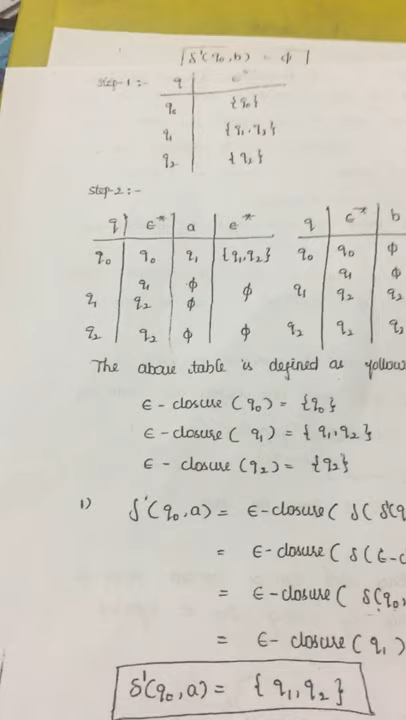 δ'(q₀,b) = φ
Step-1 :- q | ε*
q₀ | {q₀}
q₁ | {q₁,q₂}
q₂ | {q₂}
Step-2 :-
q | ε* | a | ε* q | ε* | b
q₀ | q₀ | q₁ | {q₁,q₂} q₀ | q₀ | φ
q₁ φ q₁ φ
q₁ | q₂ | φ | φ q₁ | q₂ | q₂
q₂ | q₂ | φ | φ q₂ | q₂ | q₂
The above table is defined as follow
ε-closure(q₀) = {q₀}
ε-closure(q₁) = {q₁,q₂}
ε-closure(q₂) = {q₂}
1) δ'(q₀,a) = ε-closure(δ(δ'(q
= ε-closure(δ(ε-c
= ε-closure(δ(q₀,
= ε-closure(q₁)
δ'(q₀,a) = {q₁,q₂}